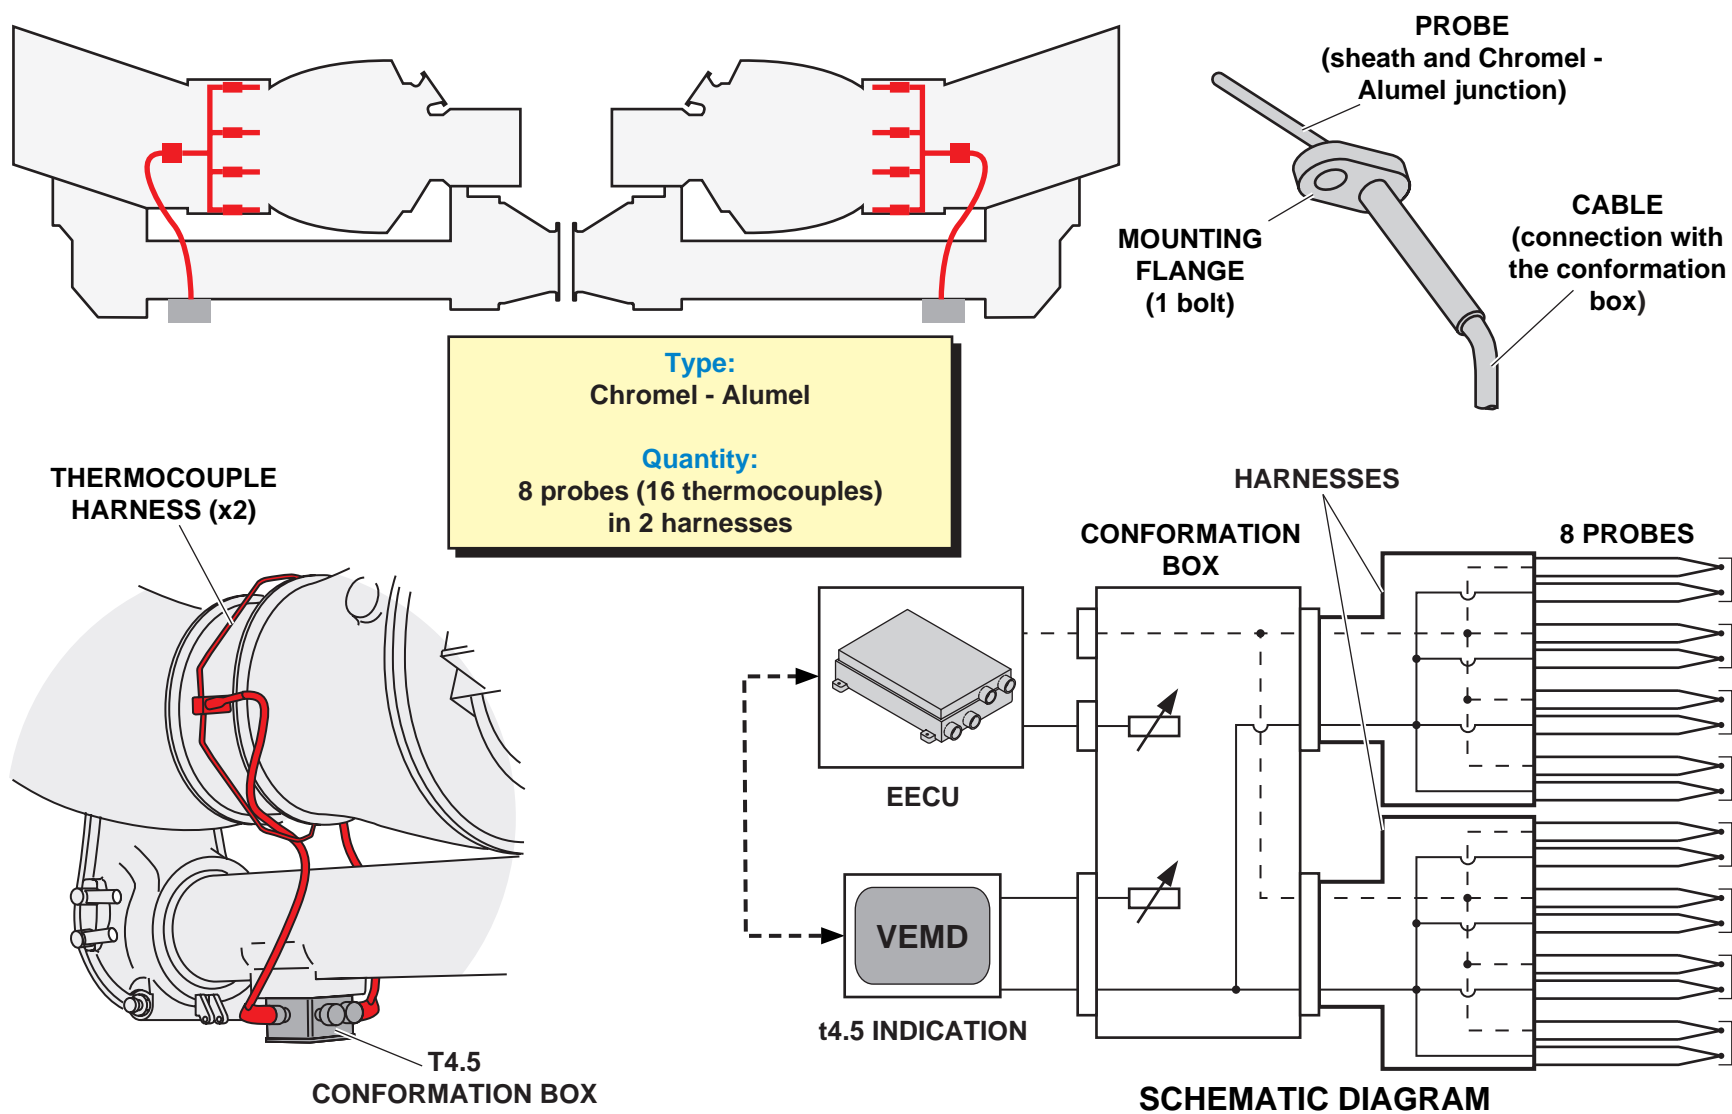 PROBE
(sheath and Chromel -
Alumel junction)
MOUNTING
FLANGE
(1 bolt)
CABLE
(connection with
the conformation
box)
Type:
Chromel - Alumel
Quantity:
8 probes (16 thermocouples)
in 2 harnesses
THERMOCOUPLE
HARNESS (x2)
T4.5
CONFORMATION BOX
HARNESSES
CONFORMATION
BOX
8 PROBES
EECU
VEMD
t4.5 INDICATION
SCHEMATIC DIAGRAM